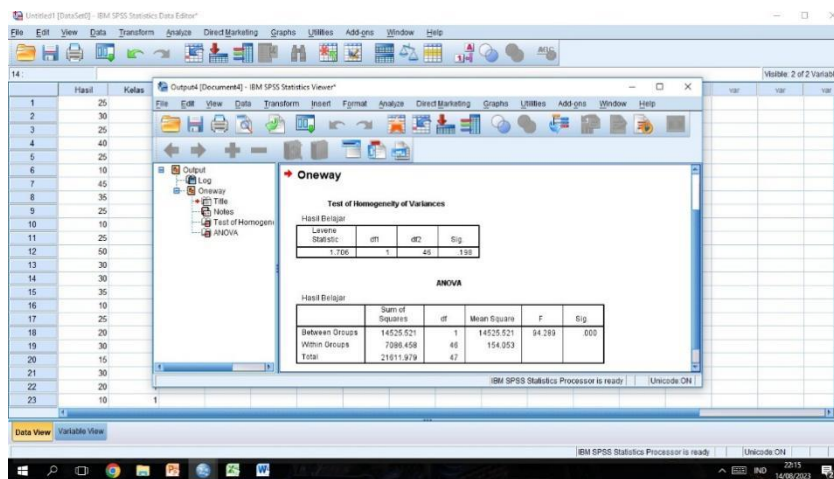 Untitled1 [DataSet0] - IBM SPSS Statistics Data Editor*
File Edit View Data Transform Analyze Direct Marketing Graphs Utilities Add-ons Window Help
14 :
Visible: 2 of 2 Variabl
Hasil Kelas var var var
1 25
2 30
3 25
4 40
5 25
6 10
7 45
8 35
9 25
10 10
11 25
12 50
13 30
14 30
15 35
16 10
17 25
18 20
19 30
20 15
21 30
22 20
23 10 1
Output4 [Document4] - IBM SPSS Statistics Viewer*
File Edit View Data Transform Insert Format Analyze Direct Marketing Graphs Utilities Add-ons Window Help
Output
Log
Oneway
Title
Notes
Test of Homogen
ANOVA
Oneway
Test of Homogeneity of Variances
Hasil Belajar
Levene Statistic df1 df2 Sig.
1.706 1 46 .198
ANOVA
Hasil Belajar
Sum of Squares df Mean Square F Sig.
Between Groups 14525.521 1 14525.521 94.289 .000
Within Groups 7086.458 46 154.053
Total 21611.979 47
IBM SPSS Statistics Processor is ready Unicode:ON
Data View Variable View
IBM SPSS Statistics Processor is ready Unicode:ON
IND
22:15
14/08/2023